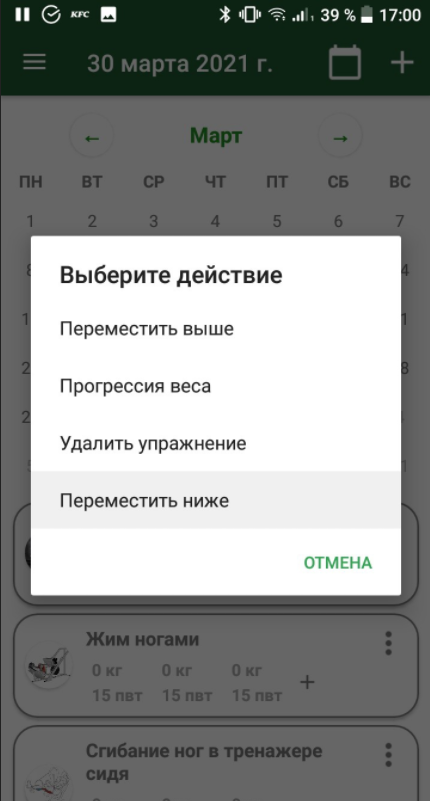 KFC 39 % 17:00
30 марта 2021 г.
← Март →
ПН ВТ СР ЧТ ПТ СБ ВС
1 2 3 4 5 6 7
Выберите действие
Переместить выше
Прогрессия веса
Удалить упражнение
Переместить ниже
ОТМЕНА
Жим ногами
0 кг 0 кг 0 кг
15 пвт 15 пвт 15 пвт +
Сгибание ног в тренажере
сидя